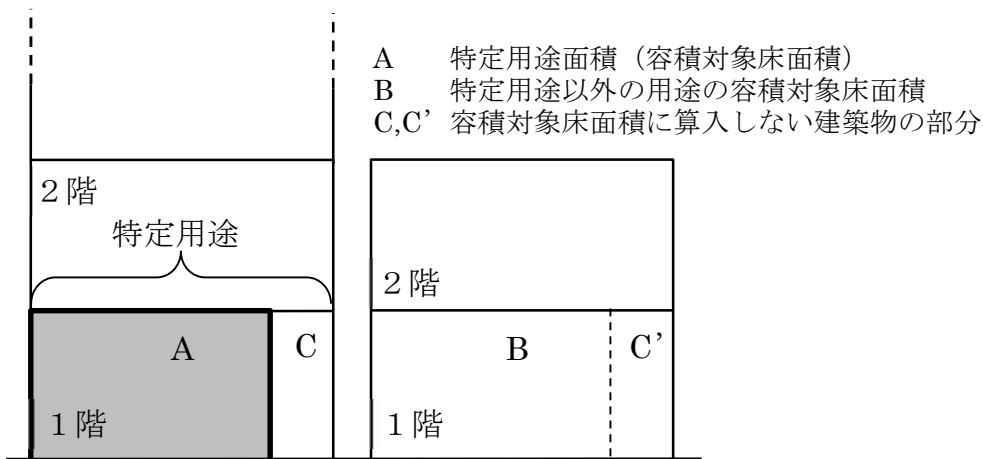 A　特定用途面積（容積対象床面積）
B　特定用途以外の用途の容積対象床面積
C,C’ 容積対象床面積に算入しない建築物の部分
２階
特定用途
A
C
１階
２階
B
C’
１階